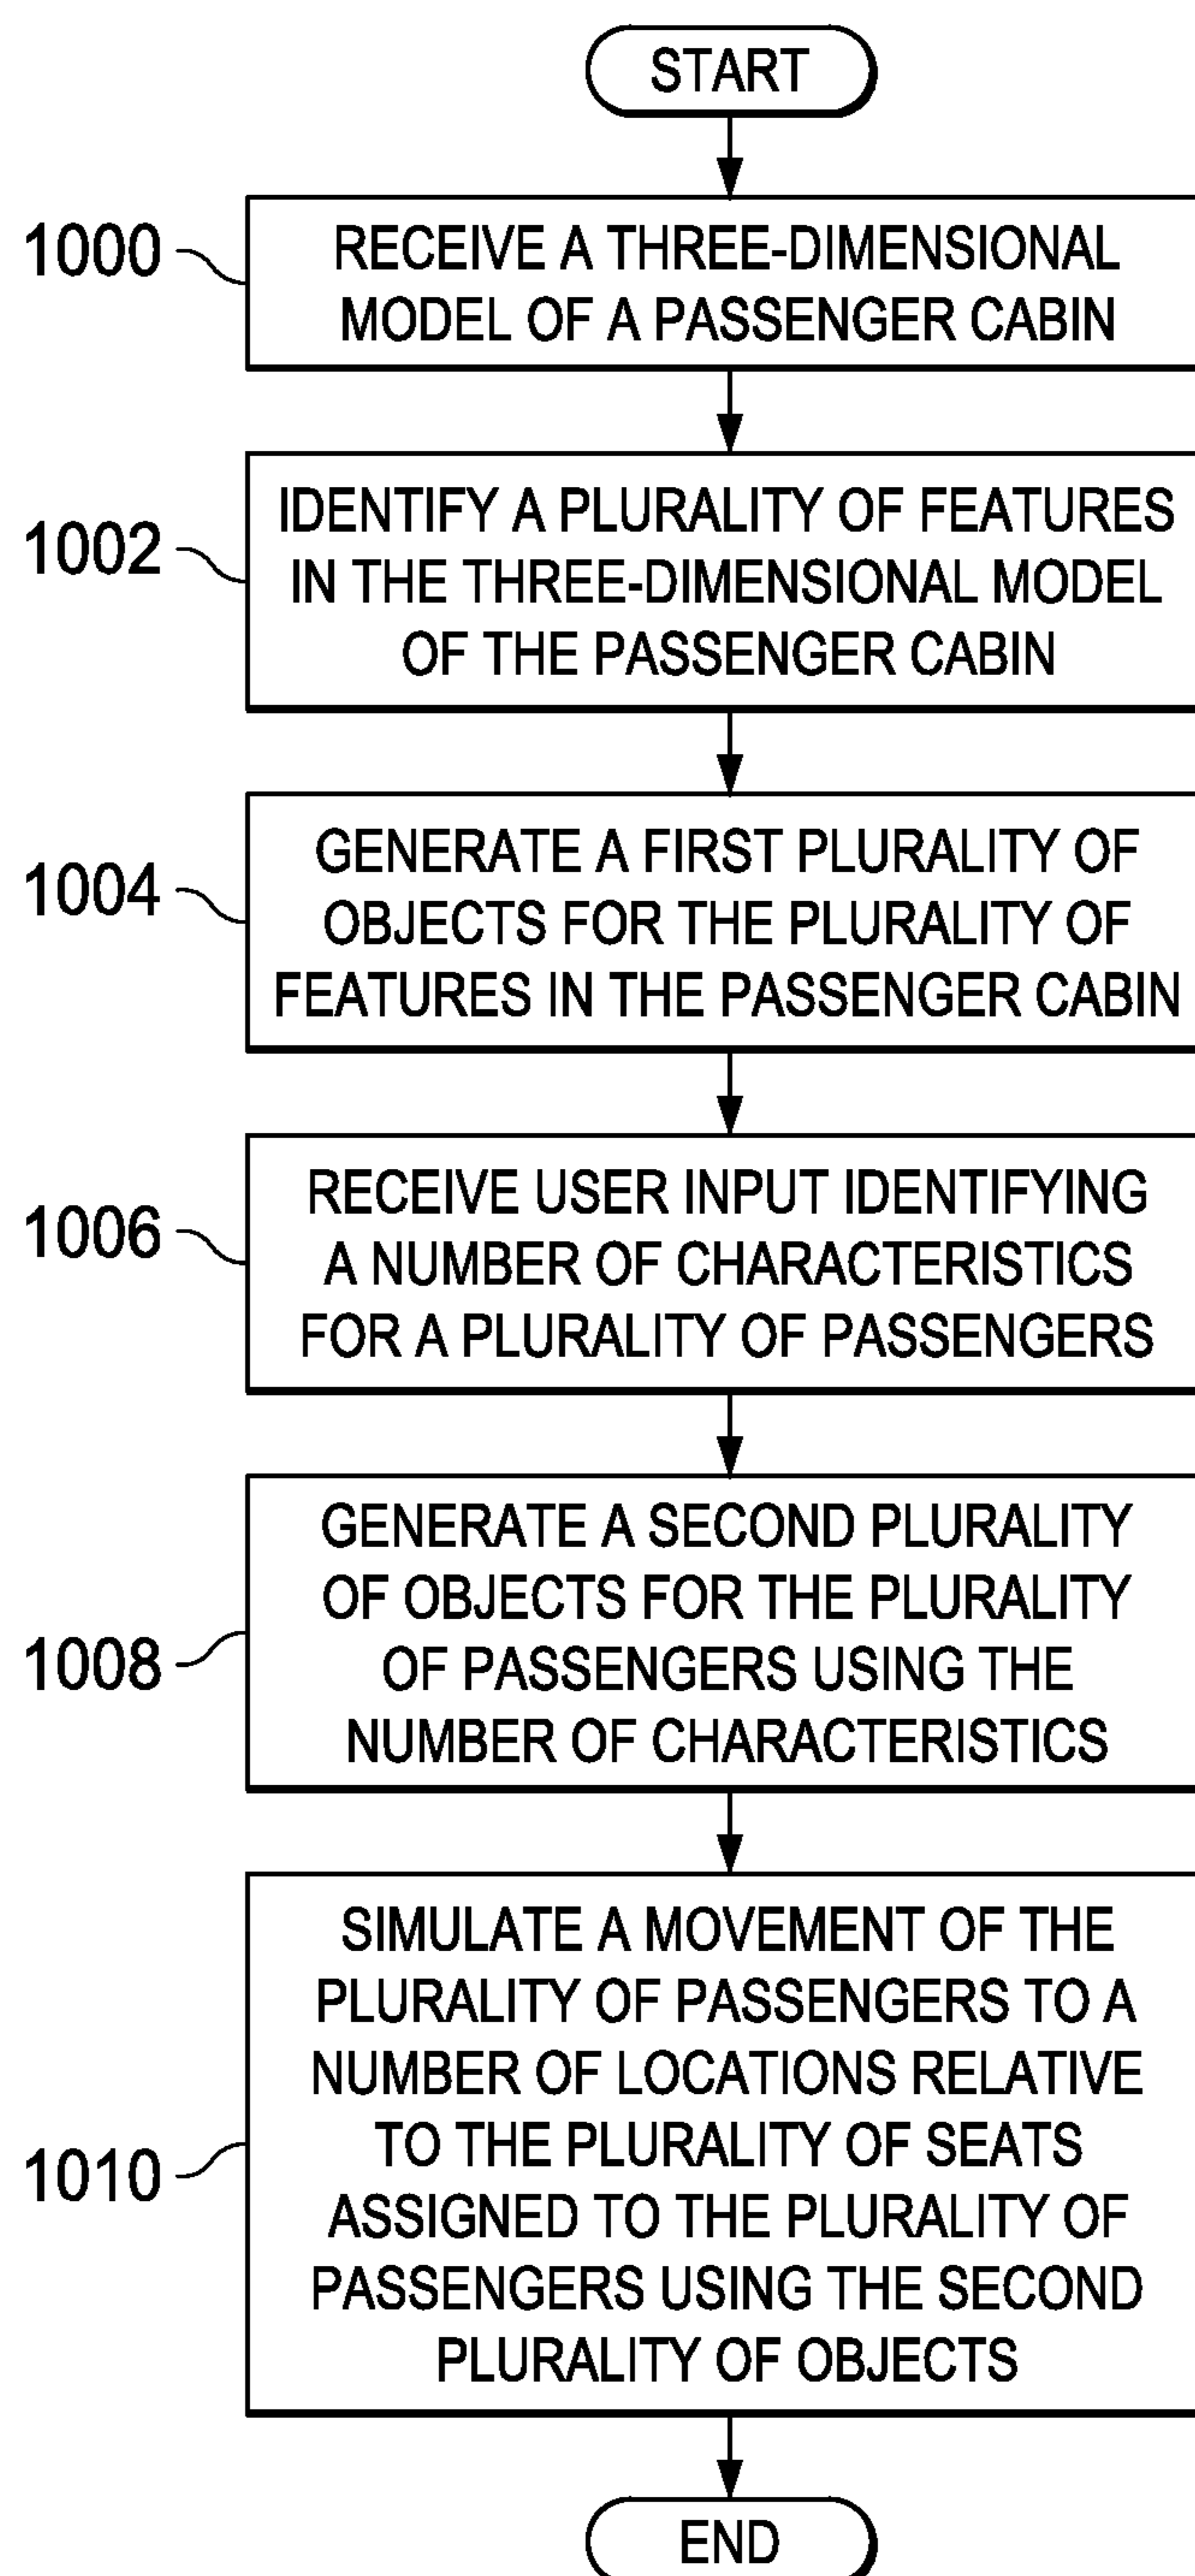 START
1000
RECEIVE A THREE-DIMENSIONAL
MODEL OF A PASSENGER CABIN
1002
IDENTIFY A PLURALITY OF FEATURES
IN THE THREE-DIMENSIONAL MODEL
OF THE PASSENGER CABIN
1004
GENERATE A FIRST PLURALITY OF
OBJECTS FOR THE PLURALITY OF
FEATURES IN THE PASSENGER CABIN
1006
RECEIVE USER INPUT IDENTIFYING
A NUMBER OF CHARACTERISTICS
FOR A PLURALITY OF PASSENGERS
1008
GENERATE A SECOND PLURALITY
OF OBJECTS FOR THE PLURALITY
OF PASSENGERS USING THE
NUMBER OF CHARACTERISTICS
1010
SIMULATE A MOVEMENT OF THE
PLURALITY OF PASSENGERS TO A
NUMBER OF LOCATIONS RELATIVE
TO THE PLURALITY OF SEATS
ASSIGNED TO THE PLURALITY OF
PASSENGERS USING THE SECOND
PLURALITY OF OBJECTS
END